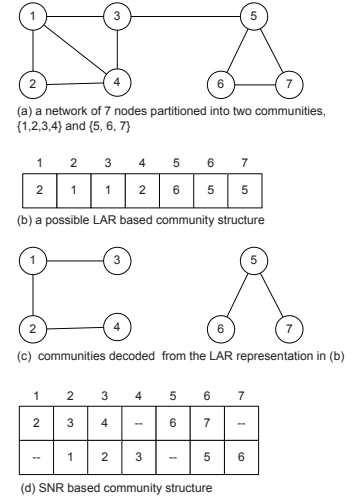 1 3 5
2 4 6 7
(a) a network of 7 nodes partitioned into two communities,
{1,2,3,4} and {5, 6, 7}
1 2 3 4 5 6 7
2 1 1 2 6 5 5
(b) a possible LAR based community structure
1 3 5
2 4 6 7
(c) communities decoded from the LAR representation in (b)
1 2 3 4 5 6 7
2 3 4 -- 6 7 --
-- 1 2 3 -- 5 6
(d) SNR based community structure